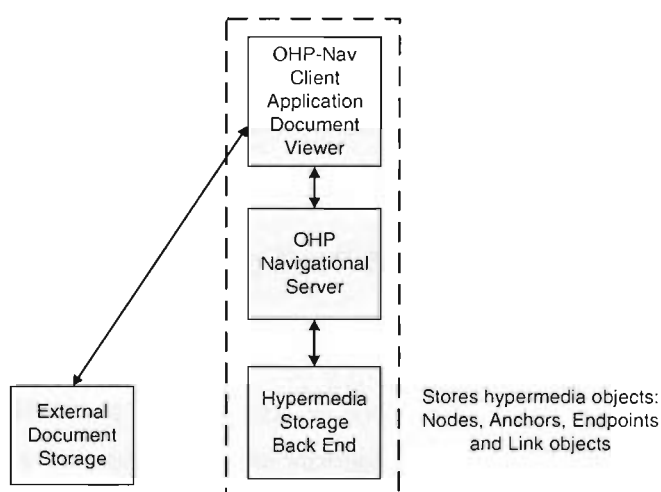 OHP-Nav
Client
Application
Document
Viewer
OHP
Navigational
Server
External
Document
Storage
Hypermedia
Storage
Back End
Stores hypermedia objects:
Nodes, Anchors, Endpoints
and Link objects